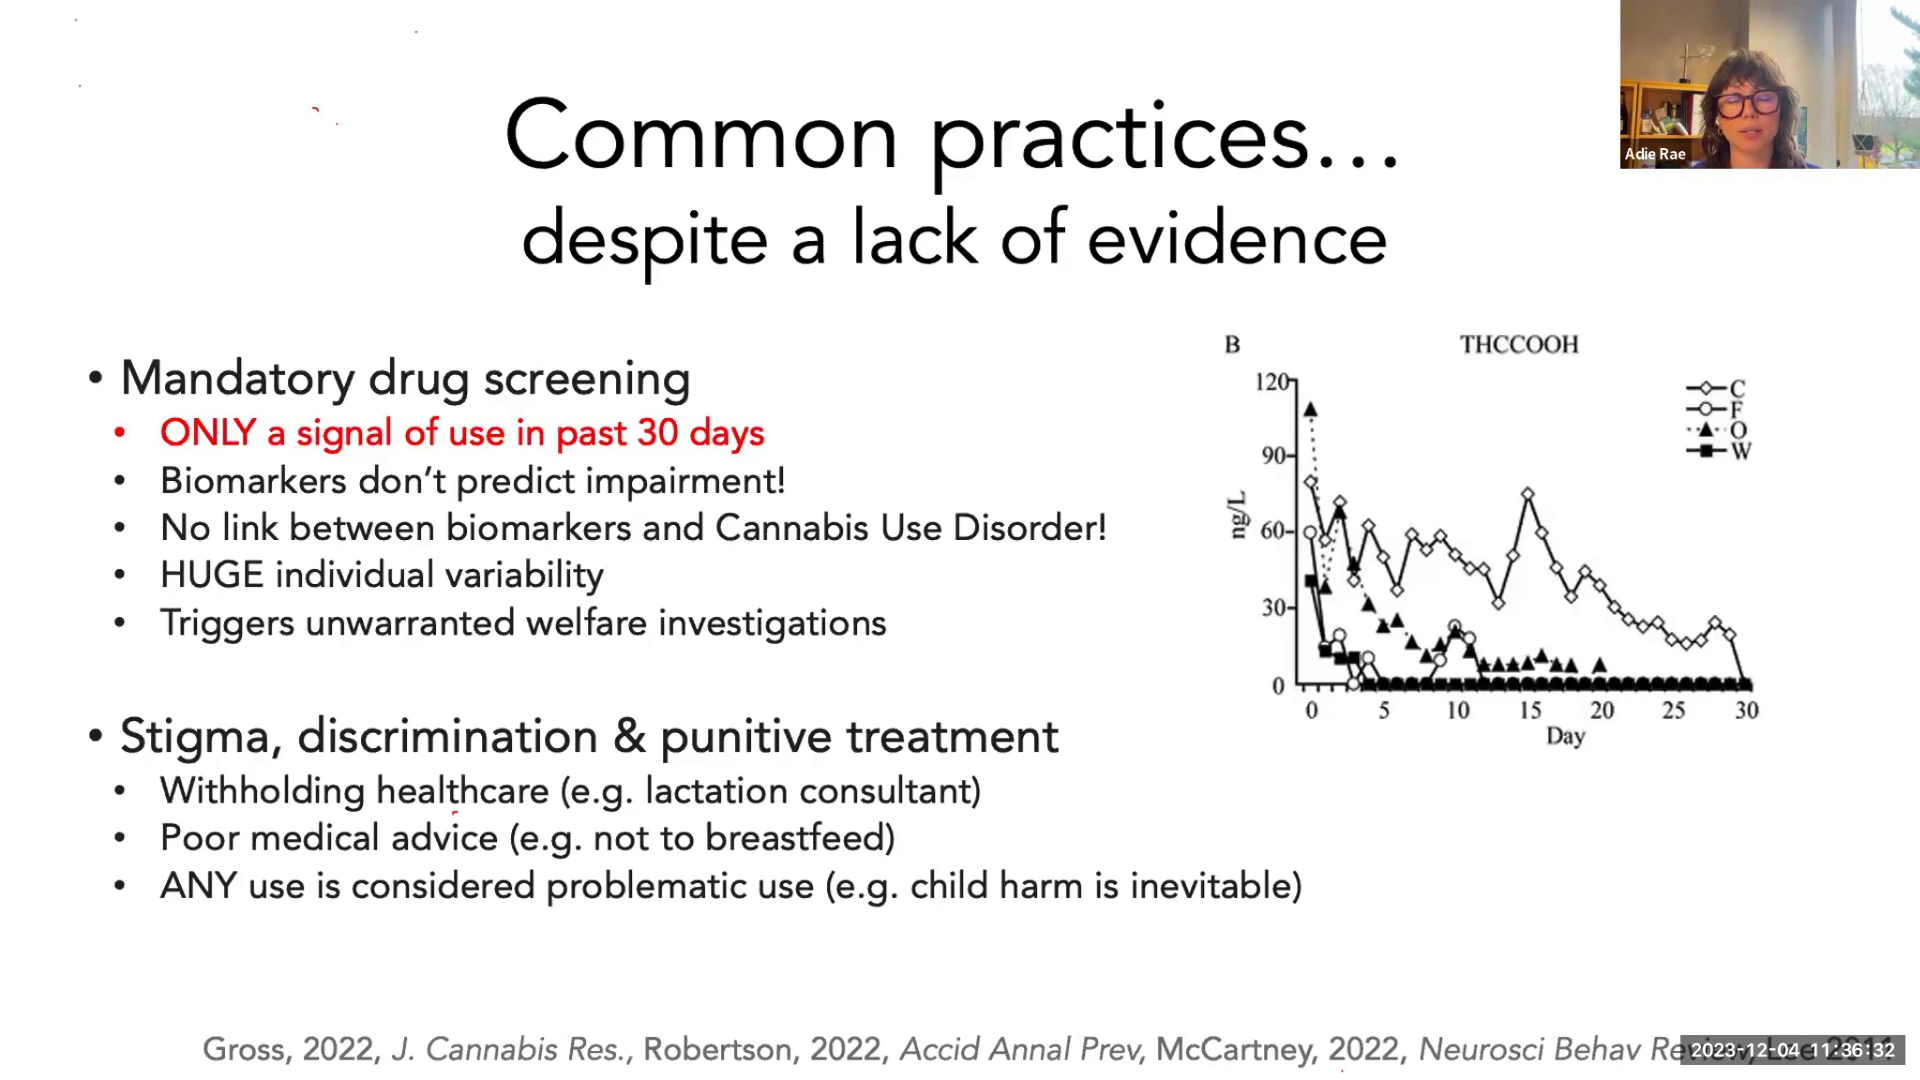 Common practices...
despite a lack of evidence
Adie Rae
• Mandatory drug screening
• ONLY a signal of use in past 30 days
• Biomarkers don't predict impairment!
• No link between biomarkers and Cannabis Use Disorder!
• HUGE individual variability
• Triggers unwarranted welfare investigations
• Stigma, discrimination & punitive treatment
• Withholding healthcare (e.g. lactation consultant)
• Poor medical advice (e.g. not to breastfeed)
• ANY use is considered problematic use (e.g. child harm is inevitable)
B THCCOOH
C
F
O
W
120
90
60
30
0
ng/L
0 5 10 15 20 25 30
Day
Gross, 2022, J. Cannabis Res., Robertson, 2022, Accid Annal Prev, McCartney, 2022, Neurosci Behav
2023-12-04 11:36:32